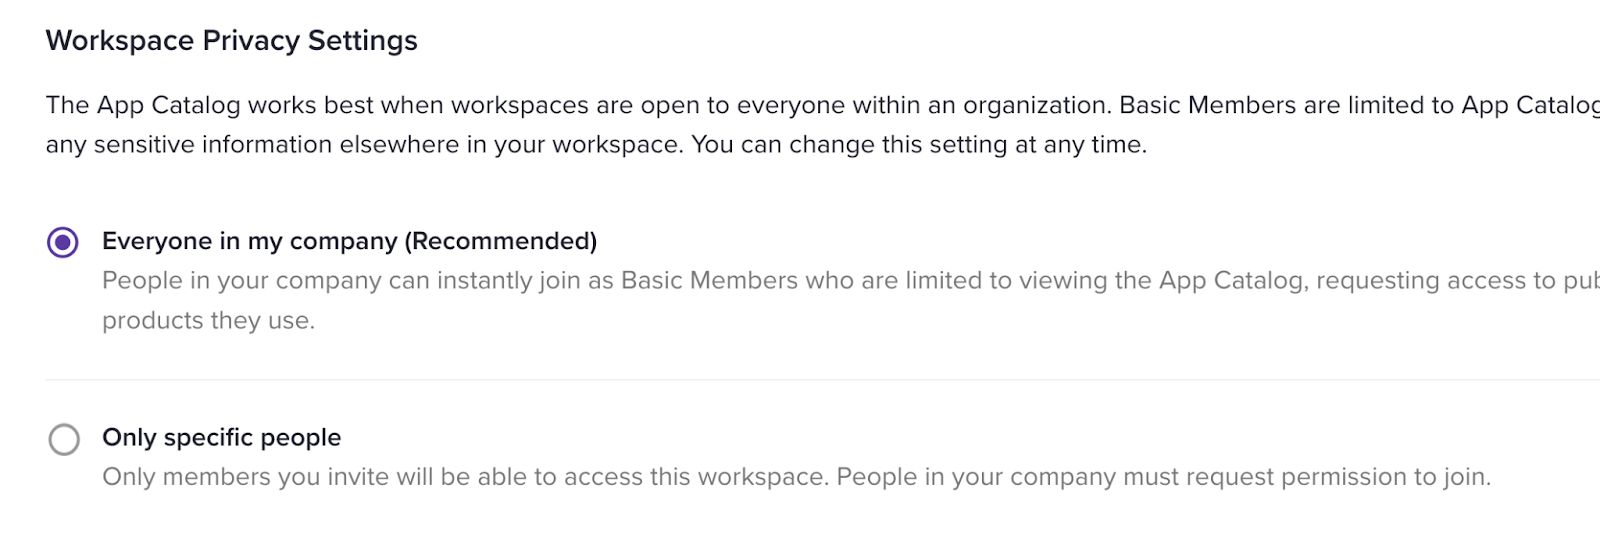 Workspace Privacy Settings
The App Catalog works best when workspaces are open to everyone within an organization. Basic Members are limited to App Catalog
any sensitive information elsewhere in your workspace. You can change this setting at any time.
Everyone in my company (Recommended)
People in your company can instantly join as Basic Members who are limited to viewing the App Catalog, requesting access to
products they use.
Only specific people
Only members you invite will be able to access this workspace. People in your company must request permission to join.